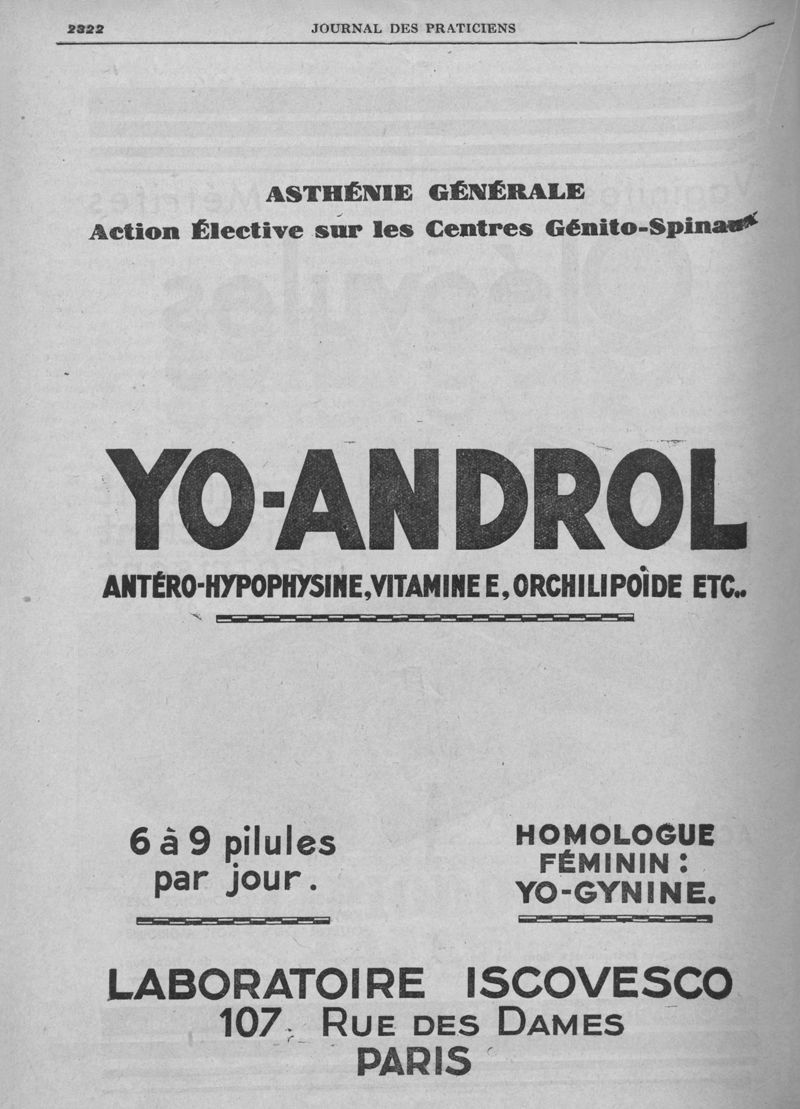 2322
JOURNAL DES PRATICIENS
ASTHÉNIE GÉNÉRALE
Action Élective sur les Centres Génito-Spinaux
YO-ANDROL
ANTÉRO-HYPOPHYSINE, VITAMINE E, ORCHILIPOÏDE ETC..
6 à 9 pilules
par jour.
HOMOLOGUE
FÉMININ :
YO-GYNINE.
LABORATOIRE ISCOVESCO
107, RUE DES DAMES
PARIS